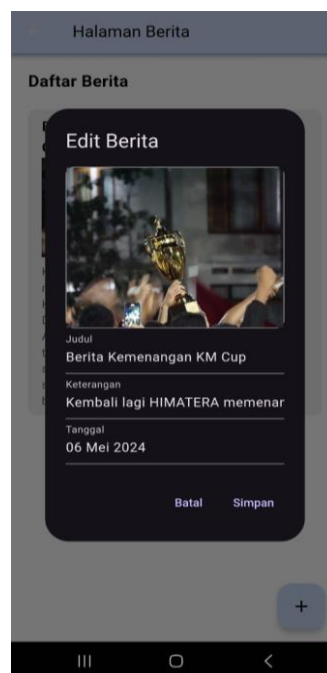 Halaman Berita
Daftar Berita
Edit Berita
Judul
Berita Kemenangan KM Cup
Keterangan
Kembali lagi HIMATERA memenar
Tanggal
06 Mei 2024
Batal
Simpan
+